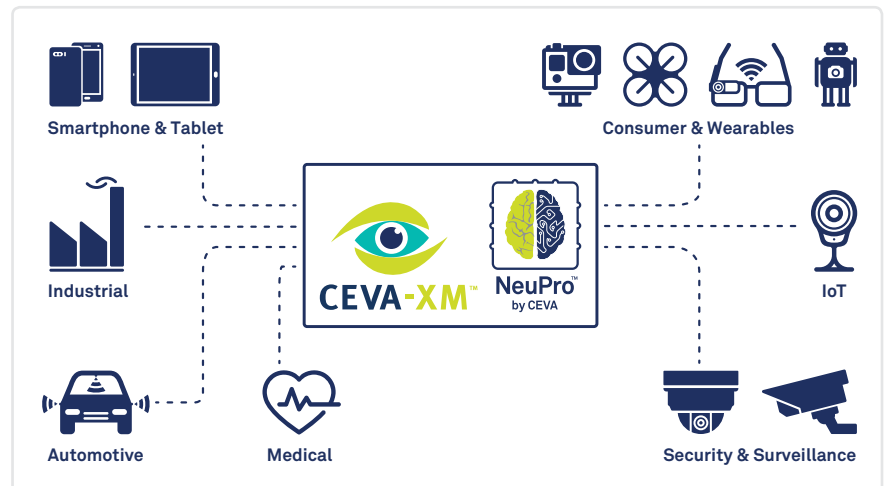 Smartphone & Tablet
Consumer & Wearables
CEVA-XM™
NeuPro™
by CEVA
Industrial
IoT
Automotive
Medical
Security & Surveillance